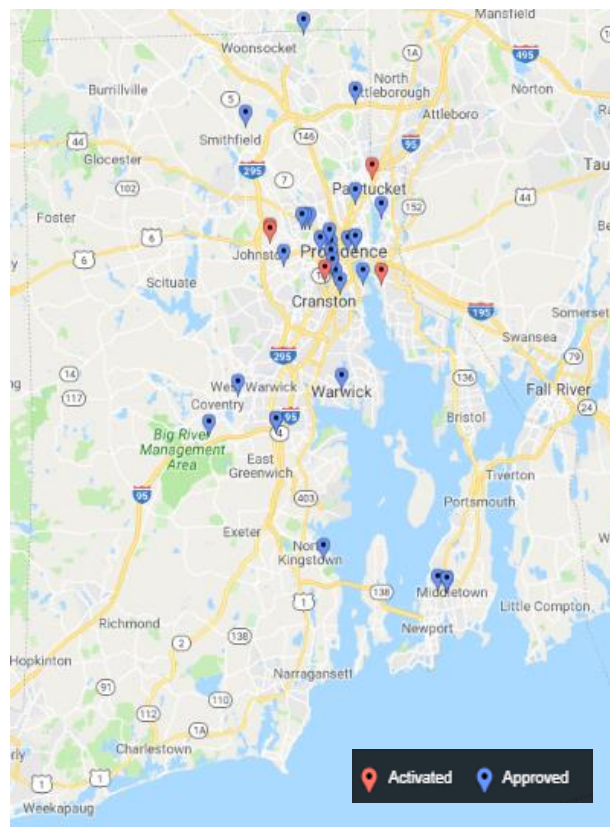 Mansfield
Woonsocket
1A
495
North
ttleborough
Norton
Burrillville
5
Attleboro
Smithfield
146
95
44
Tau
Glocester
295
7
102
Pawtucket
152
44
Foster
6
Johnston
Providence
6
Scituate
Cranston
195
Somerset
Swansea
295
79
14
West Warwick
136
117
Warwick
Fall River
Coventry
95
24
4
Bristol
Big River
Management
Area
East
Greenwich
Tiverton
95
403
Portsmouth
Exeter
North
Kingstown
138
Middletown
1
Little Compton
Richmond
Newport
138
2
Hopkinton
Narragansett
91
110
112
1A
Charlestown
1
1
Weekapaug
Activated
Approved